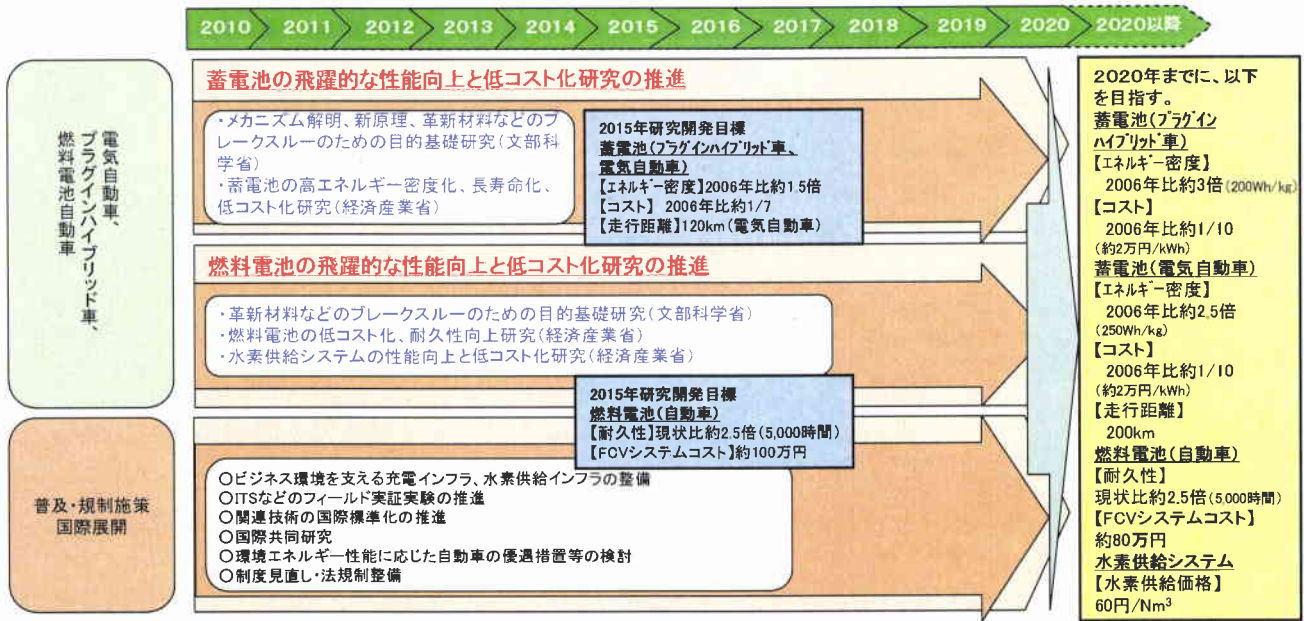 2010 2011 2012 2013 2014 2015 2016 2017 2018 2019 2020 2020以降
電気自動車、
プラグインハイブリッド車、
燃料電池自動車
蓄電池の飛躍的な性能向上と低コスト化研究の推進
・メカニズム解明、新原理、革新材料などのブ
レークスルーのための目的基礎研究(文部科
学省)
・蓄電池の高エネルギー密度化、長寿命化、
低コスト化研究(経済産業省)
2015年研究開発目標
蓄電池(プラグインハイブリッド車、
電気自動車)
【エネルギー密度】2006年比約1.5倍
【コスト】 2006年比約1/7
【走行距離】120km(電気自動車)
燃料電池の飛躍的な性能向上と低コスト化研究の推進
・革新材料などのブレークスルーのための目的基礎研究(文部科学省)
・燃料電池の低コスト化、耐久性向上研究(経済産業省)
・水素供給システムの性能向上と低コスト化研究(経済産業省)
2015年研究開発目標
燃料電池(自動車)
【耐久性】現状比約2.5倍(5,000時間)
【FCVシステムコスト】約100万円
普及・規制施策
国際展開
○ビジネス環境を支える充電インフラ、水素供給インフラの整備
○ITSなどのフィールド実証実験の推進
○関連技術の国際標準化の推進
○国際共同研究
○環境エネルギー性能に応じた自動車の優遇措置等の検討
○制度見直し・法規制整備
2020年までに、以下
を目指す。
蓄電池(プラグイン
ハイブリッド車)
【エネルギー密度】
2006年比約3倍(200Wh/kg)
【コスト】
2006年比約1/10
(約2万円/kWh)
蓄電池(電気自動車)
【エネルギー密度】
2006年比約2.5倍
(250Wh/kg)
【コスト】
2006年比約1/10
(約2万円/kWh)
【走行距離】
200km
燃料電池(自動車)
【耐久性】
現状比約2.5倍(5,000時間)
【FCVシステムコスト】
約80万円
水素供給システム
【水素供給価格】
60円/Nm³